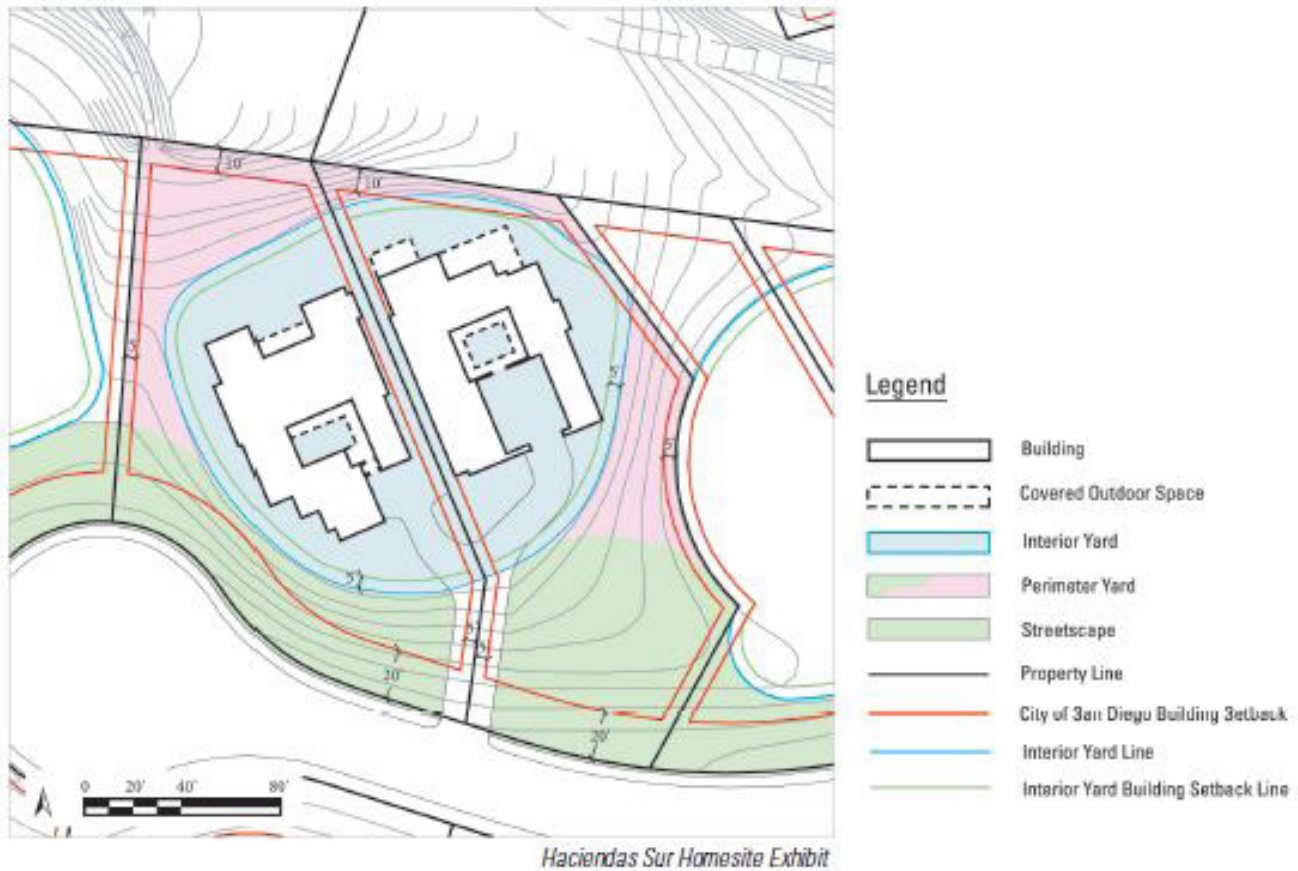 10'
10'
5'
5'
5'
5'
5'
5'
20'
20'
0 20' 40' 80'
Legend
Building
Covered Outdoor Space
Interior Yard
Perimeter Yard
Streetscape
Property Line
City of San Diego Building Setback
Interior Yard Line
Interior Yard Building Setback Line
Haciendas Sur Homesite Exhibit